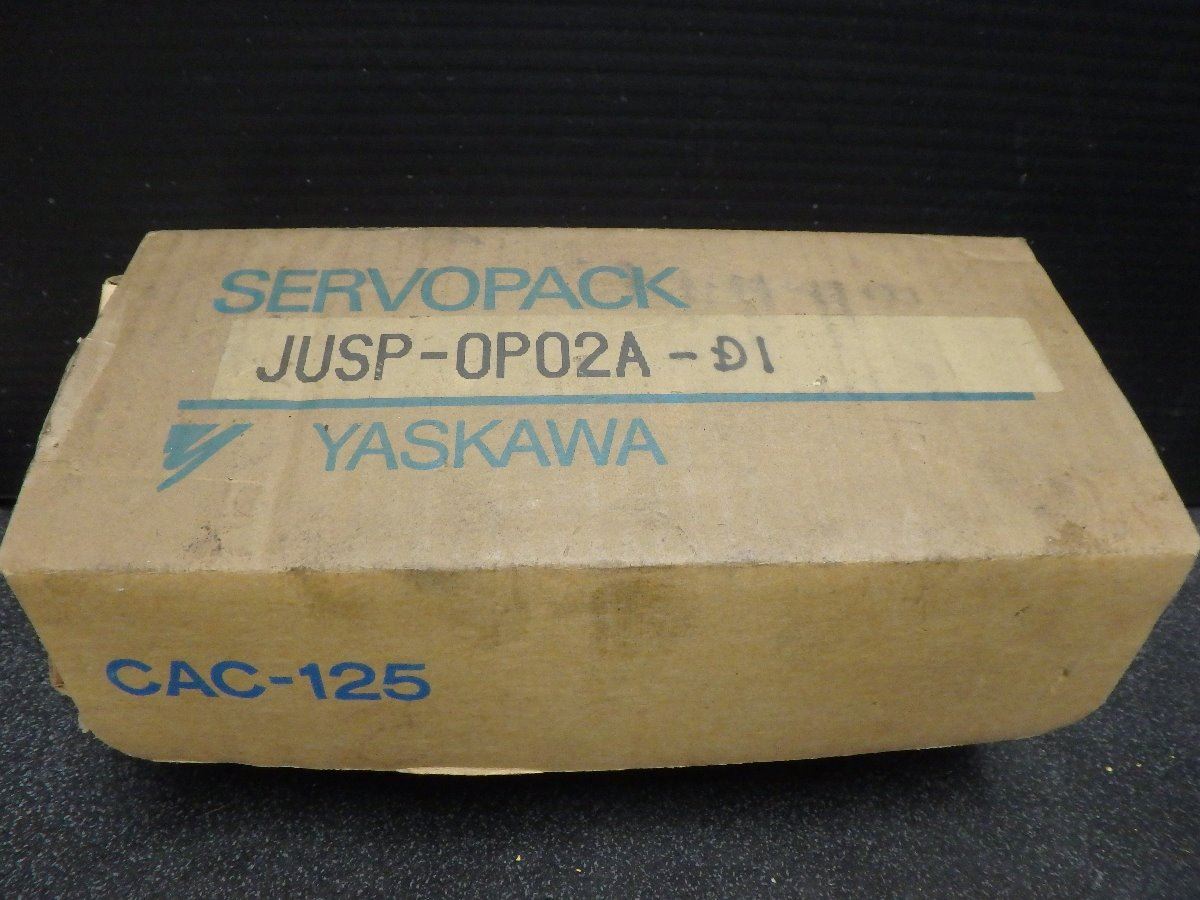 SERVOPACK
JUSP-OP02A-D1
YASKAWA
CAC-125